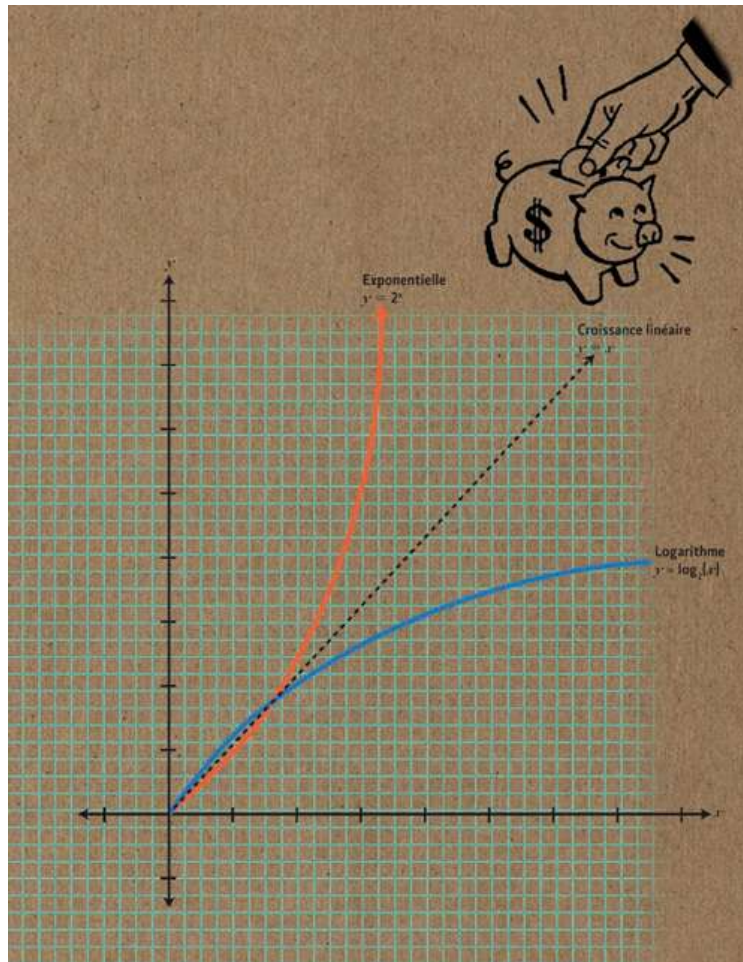 $
y
Exponentielle
y = 2ˣ
Croissance linéaire
y = x
Logarithme
y = log₂(x)
x